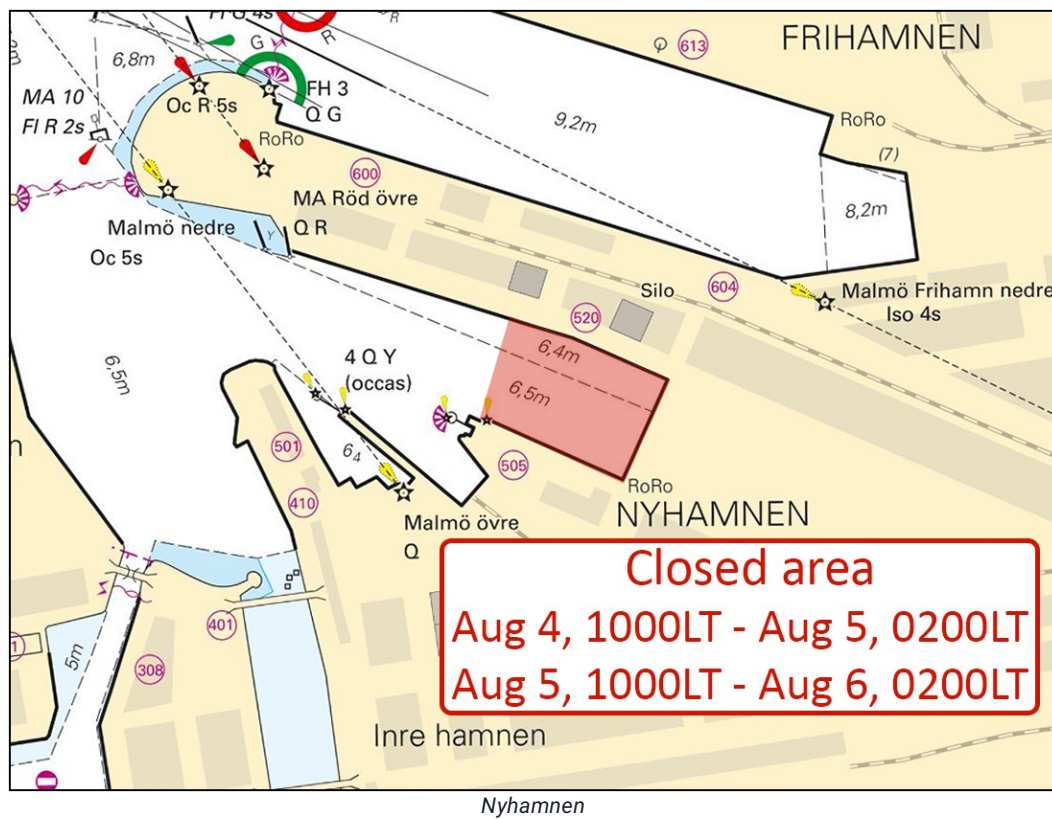 Fl G 4s
G
R
R
613
FRIHAMNEN
6,8m
MA 10
Fl R 2s
Oc R 5s
FH 3
Q G
RoRo
9,2m
RoRo
(7)
600
8,2m
MA Röd övre
Q R
Malmö nedre
Oc 5s
Y
Silo
604
Malmö Frihamn nedre
Iso 4s
520
6,4m
6,5m
4 Q Y
(occas)
6,5m
501
64
505
RoRo
410
Malmö övre
Q
NYHAMNEN
Closed area
Aug 4, 1000LT - Aug 5, 0200LT
Aug 5, 1000LT - Aug 6, 0200LT
401
5m
308
Inre hamnen
Nyhamnen